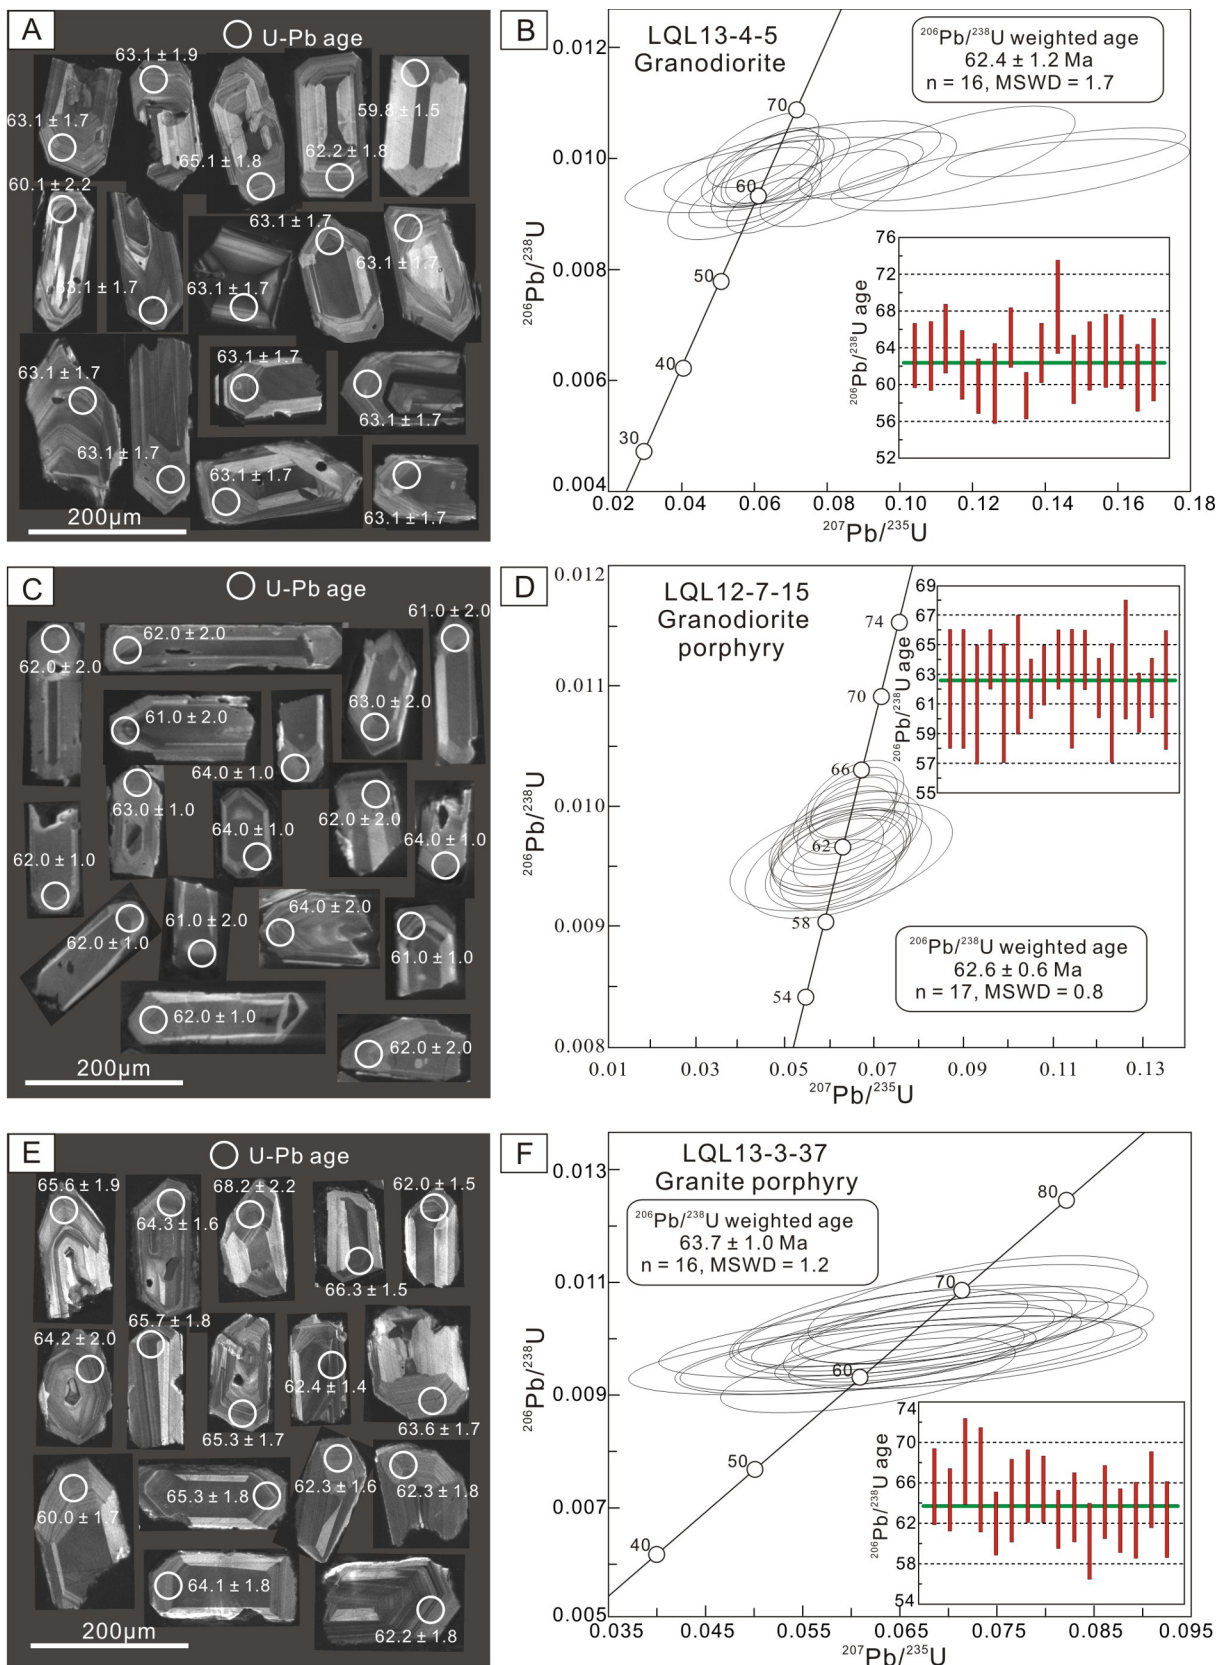 A
U-Pb age
63.1 ± 1.9
63.1 ± 1.7
65.1 ± 1.8
62.2 ± 1.8
59.8 ± 1.5
60.1 ± 2.2
63.1 ± 1.7
63.1 ± 1.7
63.1 ± 1.7
63.1 ± 1.7
63.1 ± 1.7
63.1 ± 1.7
63.1 ± 1.7
63.1 ± 1.7
63.1 ± 1.7
63.1 ± 1.7
200μm
B
LQL13-4-5
Granodiorite
206Pb/238U weighted age
62.4 ± 1.2 Ma
n = 16, MSWD = 1.7
0.012
0.010
0.008
0.006
0.004
206Pb/238U
70
60
50
40
30
76
72
68
64
60
56
52
206Pb/238U age
0.02 0.04 0.06 0.08 0.10 0.12 0.14 0.16 0.18
207Pb/235U
C
U-Pb age
61.0 ± 2.0
62.0 ± 2.0
62.0 ± 2.0
63.0 ± 2.0
61.0 ± 2.0
64.0 ± 1.0
63.0 ± 1.0
64.0 ± 1.0
62.0 ± 2.0
64.0 ± 1.0
62.0 ± 1.0
62.0 ± 1.0
61.0 ± 2.0
64.0 ± 2.0
61.0 ± 1.0
62.0 ± 1.0
62.0 ± 2.0
200μm
D
LQL12-7-15
Granodiorite
porphyry
0.012
0.011
0.010
0.009
0.008
206Pb/238U
74
70
66
62
58
54
69
67
65
63
61
59
57
55
206Pb/238U age
206Pb/238U weighted age
62.6 ± 0.6 Ma
n = 17, MSWD = 0.8
0.01 0.03 0.05 0.07 0.09 0.11 0.13
207Pb/235U
E
U-Pb age
65.6 ± 1.9
64.3 ± 1.6
68.2 ± 2.2
66.3 ± 1.5
62.0 ± 1.5
64.2 ± 2.0
65.7 ± 1.8
65.3 ± 1.7
62.4 ± 1.4
63.6 ± 1.7
60.0 ± 1.7
65.3 ± 1.8
62.3 ± 1.6
62.3 ± 1.8
64.1 ± 1.8
62.2 ± 1.8
200μm
F
LQL13-3-37
Granite porphyry
206Pb/238U weighted age
63.7 ± 1.0 Ma
n = 16, MSWD = 1.2
0.013
0.011
0.009
0.007
0.005
206Pb/238U
80
70
60
50
40
74
70
66
62
58
54
206Pb/238U age
0.035 0.045 0.055 0.065 0.075 0.085 0.095
207Pb/235U